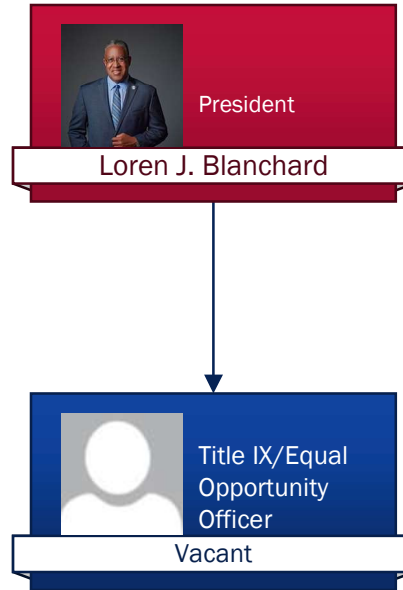 President
Loren J. Blanchard
Title IX/Equal
Opportunity
Officer
Vacant